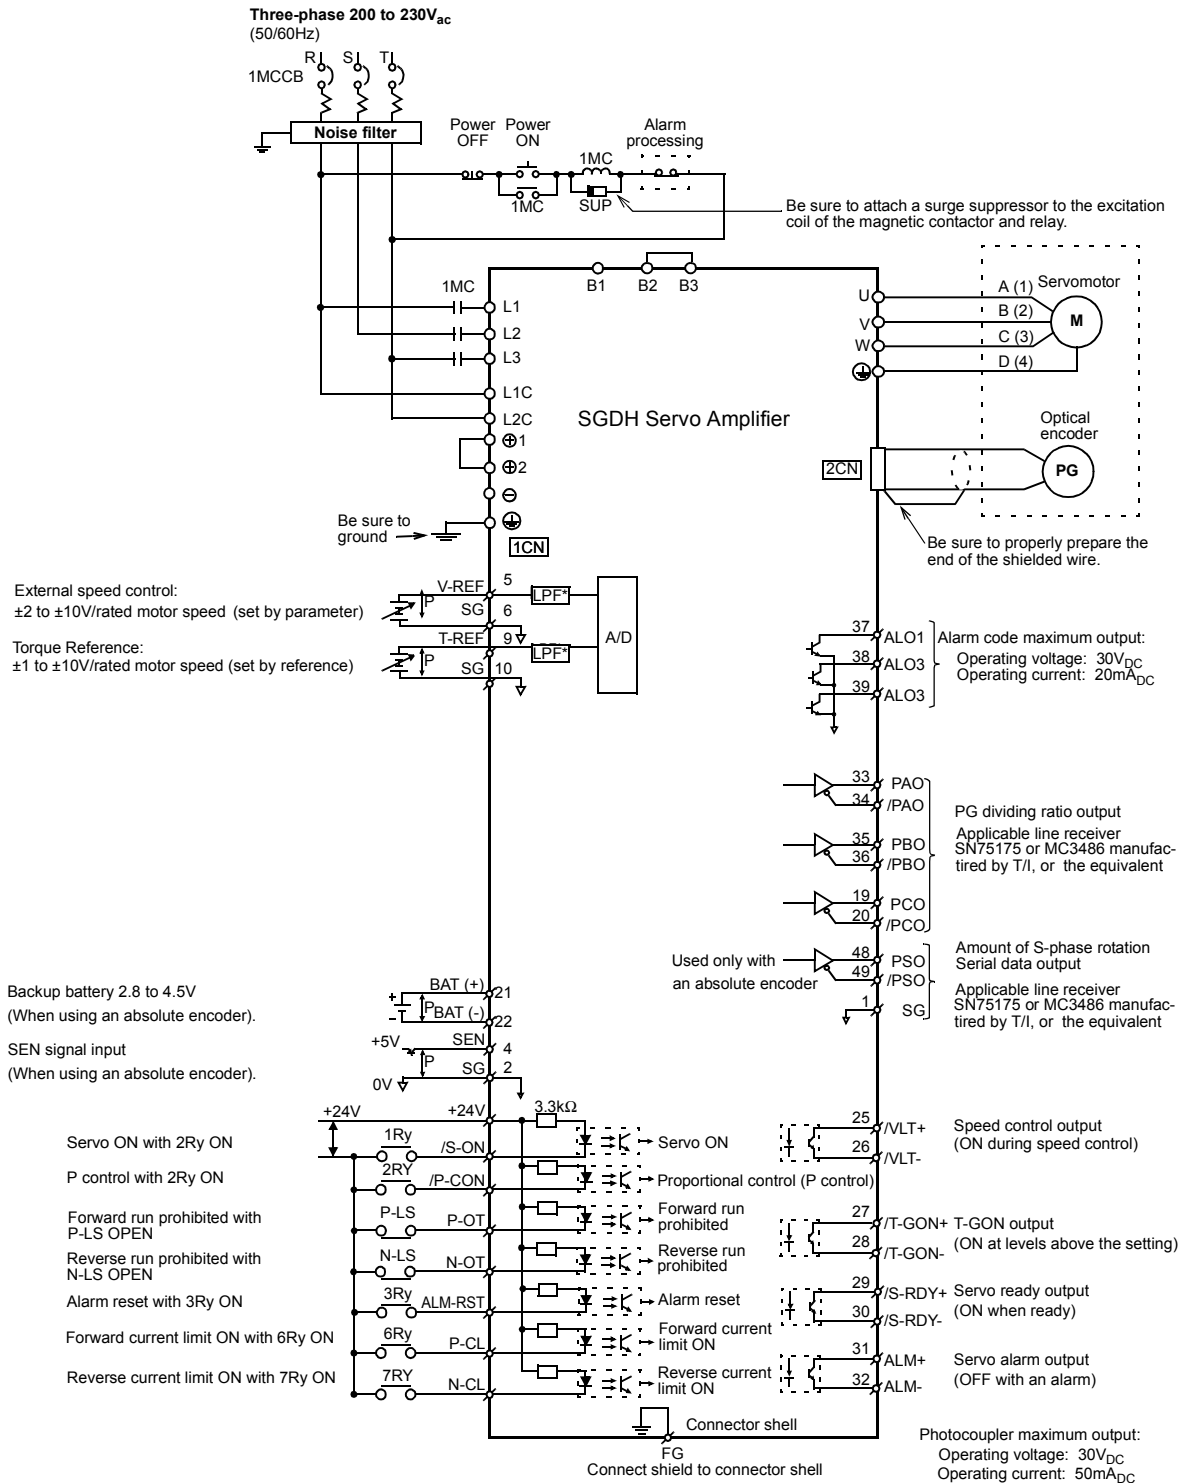 Three-phase 200 to 230Vac
(50/60Hz)
R S T
1MCCB
Noise filter
Power OFF
Power ON
Alarm processing
1MC
1MC
SUP
Be sure to attach a surge suppressor to the excitation
coil of the magnetic contactor and relay.
B1 B2 B3
1MC
L1
L2
L3
L1C
L2C
⊕1
⊕2
⊖
SGDH Servo Amplifier
U
V
W
A (1)
B (2)
C (3)
D (4)
Servomotor
M
Optical
encoder
PG
2CN
Be sure to properly prepare the
end of the shielded wire.
Be sure to
ground
1CN
External speed control:
±2 to ±10V/rated motor speed (set by parameter)
V-REF 5
P
SG 6
LPF*
Torque Reference:
±1 to ±10V/rated motor speed (set by reference)
T-REF 9
P
SG 10
LPF*
A/D
37 ALO1
38 ALO3
39 ALO3
Alarm code maximum output:
Operating voltage: 30VDC
Operating current: 20mADC
33 PAO
34 /PAO
35 PBO
36 /PBO
19 PCO
20 /PCO
PG dividing ratio output
Applicable line receiver
SN75175 or MC3486 manufac-
tired by T/I, or the equivalent
Used only with
an absolute encoder
48 PSO
49 /PSO
1 SG
Amount of S-phase rotation
Serial data output
Applicable line receiver
SN75175 or MC3486 manufac-
tired by T/I, or the equivalent
Backup battery 2.8 to 4.5V
(When using an absolute encoder).
+
-
BAT (+) 21
P
BAT (-) 22
SEN signal input
(When using an absolute encoder).
+5V
SEN 4
P
0V
SG 2
+24V
+24V
3.3kΩ
Servo ON with 2Ry ON
1Ry
/S-ON
Servo ON
P control with 2Ry ON
2RY
/P-CON
Proportional control (P control)
Forward run prohibited with
P-LS OPEN
P-LS
P-OT
Forward run
prohibited
Reverse run prohibited with
N-LS OPEN
N-LS
N-OT
Reverse run
prohibited
Alarm reset with 3Ry ON
3Ry
ALM-RST
Alarm reset
Forward current limit ON with 6Ry ON
6Ry
P-CL
Forward current
limit ON
Reverse current limit ON with 7Ry ON
7RY
N-CL
Reverse current
limit ON
25 /VLT+
26 /VLT-
Speed control output
(ON during speed control)
27 /T-GON+
28 /T-GON-
T-GON output
(ON at levels above the setting)
29 /S-RDY+
30 /S-RDY-
Servo ready output
(ON when ready)
31 ALM+
32 ALM-
Servo alarm output
(OFF with an alarm)
Connector shell
FG
Connect shield to connector shell
Photocoupler maximum output:
Operating voltage: 30VDC
Operating current: 50mADC